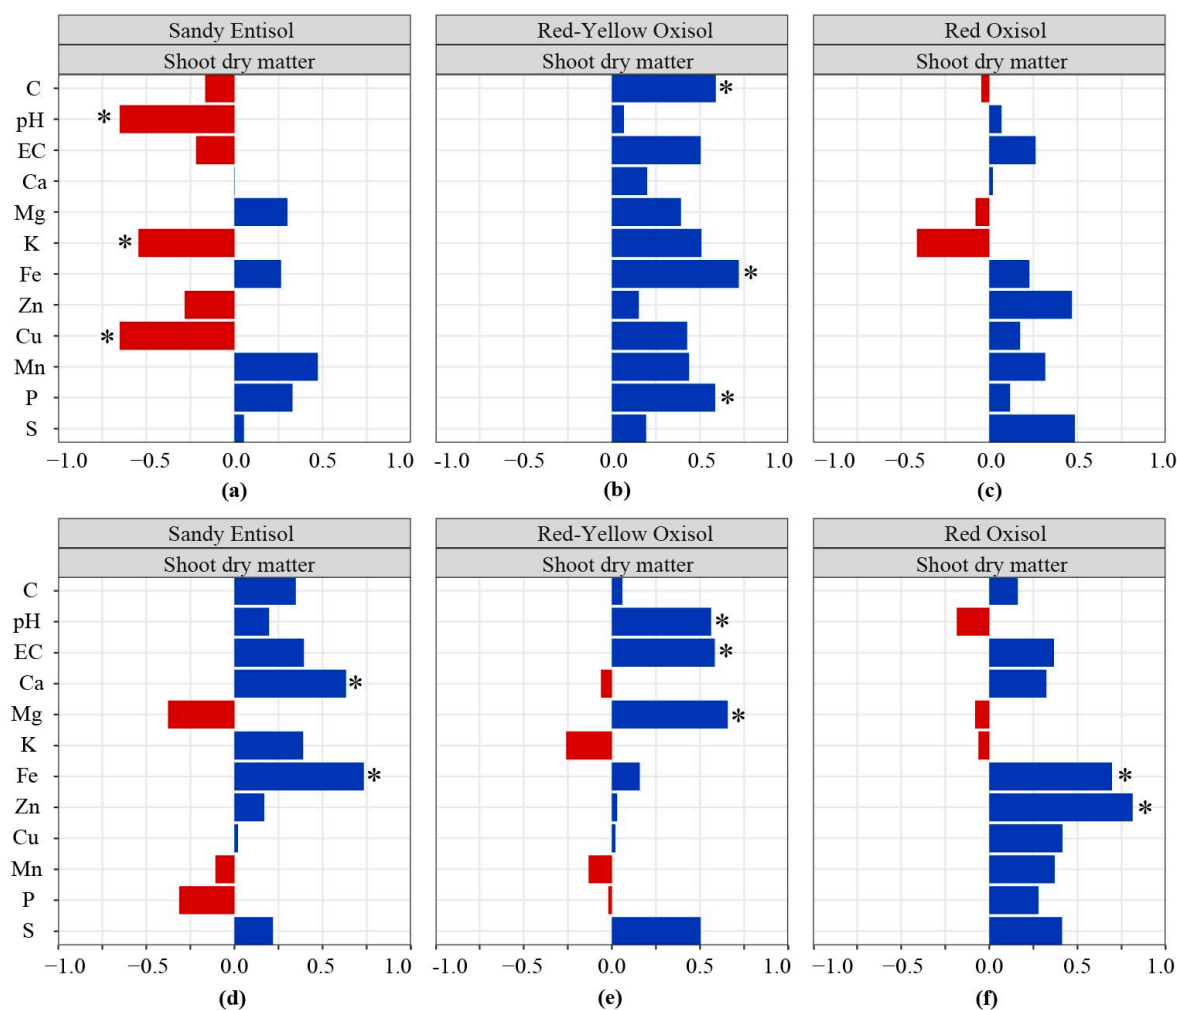 Sandy Entisol Red-Yellow Oxisol Red Oxisol
Shoot dry matter Shoot dry matter Shoot dry matter
C *
pH *
EC
Ca
Mg
K *
Fe *
Zn
Cu *
Mn
P *
S
−1.0 −0.5 0.0 0.5 1.0 -1.0 −0.5 0.0 0.5 1.0 −1.0 −0.5 0.0 0.5 1.0
(a) (b) (c)
Sandy Entisol Red-Yellow Oxisol Red Oxisol
Shoot dry matter Shoot dry matter Shoot dry matter
C
pH *
EC *
Ca *
Mg *
K
Fe * *
Zn *
Cu
Mn
P
S
−1.0 −0.5 0.0 0.5 1.0 -1.0 −0.5 0.0 0.5 1.0 −1.0 −0.5 0.0 0.5 1.0
(d) (e) (f)